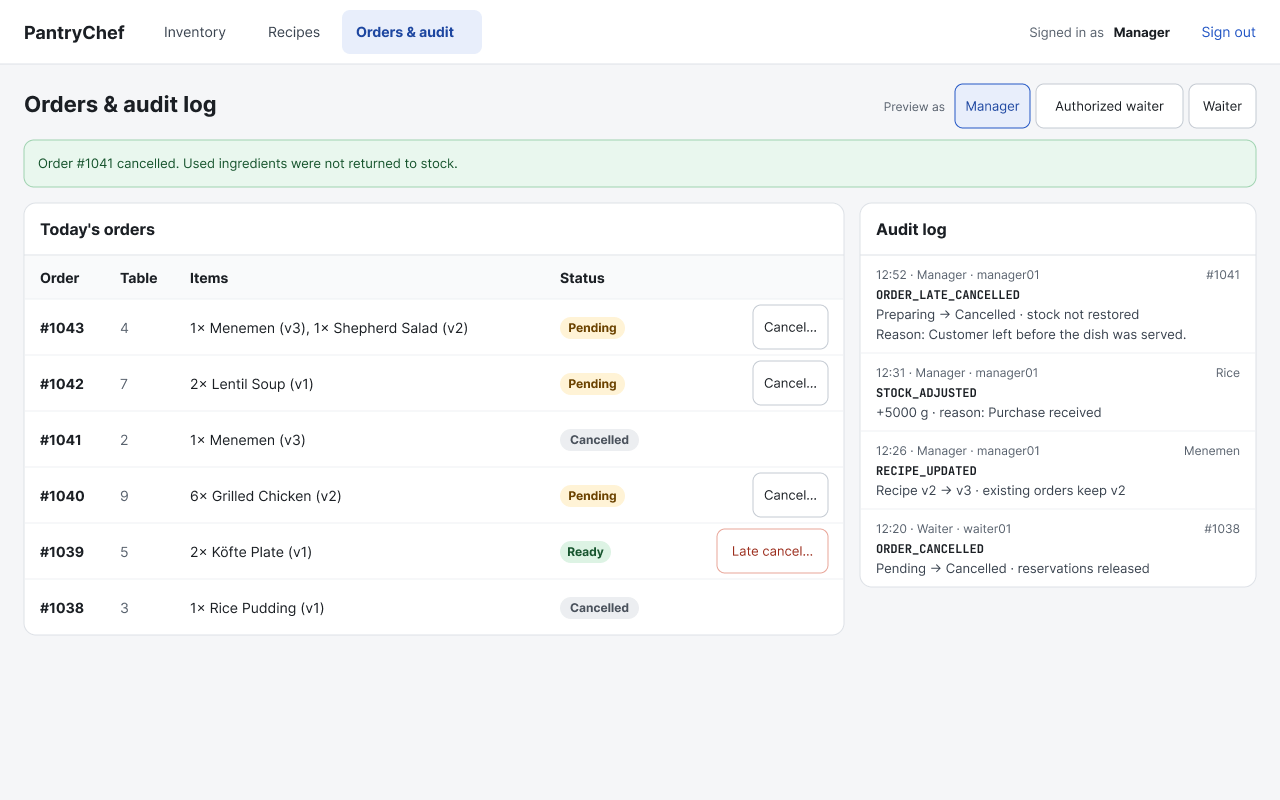 PantryChef Inventory Recipes Orders & audit Signed in as Manager Sign out
Orders & audit log Preview as Manager Authorized waiter Waiter
Order #1041 cancelled. Used ingredients were not returned to stock.
Today's orders
Order Table Items Status
#1043 4 1× Menemen (v3), 1× Shepherd Salad (v2) Pending Cancel...
#1042 7 2× Lentil Soup (v1) Pending Cancel...
#1041 2 1× Menemen (v3) Cancelled
#1040 9 6× Grilled Chicken (v2) Pending Cancel...
#1039 5 2× Köfte Plate (v1) Ready Late cancel...
#1038 3 1× Rice Pudding (v1) Cancelled
Audit log
12:52 · Manager · manager01 #1041
ORDER_LATE_CANCELLED
Preparing → Cancelled · stock not restored
Reason: Customer left before the dish was served.
12:31 · Manager · manager01 Rice
STOCK_ADJUSTED
+5000 g · reason: Purchase received
12:26 · Manager · manager01 Menemen
RECIPE_UPDATED
Recipe v2 → v3 · existing orders keep v2
12:20 · Waiter · waiter01 #1038
ORDER_CANCELLED
Pending → Cancelled · reservations released